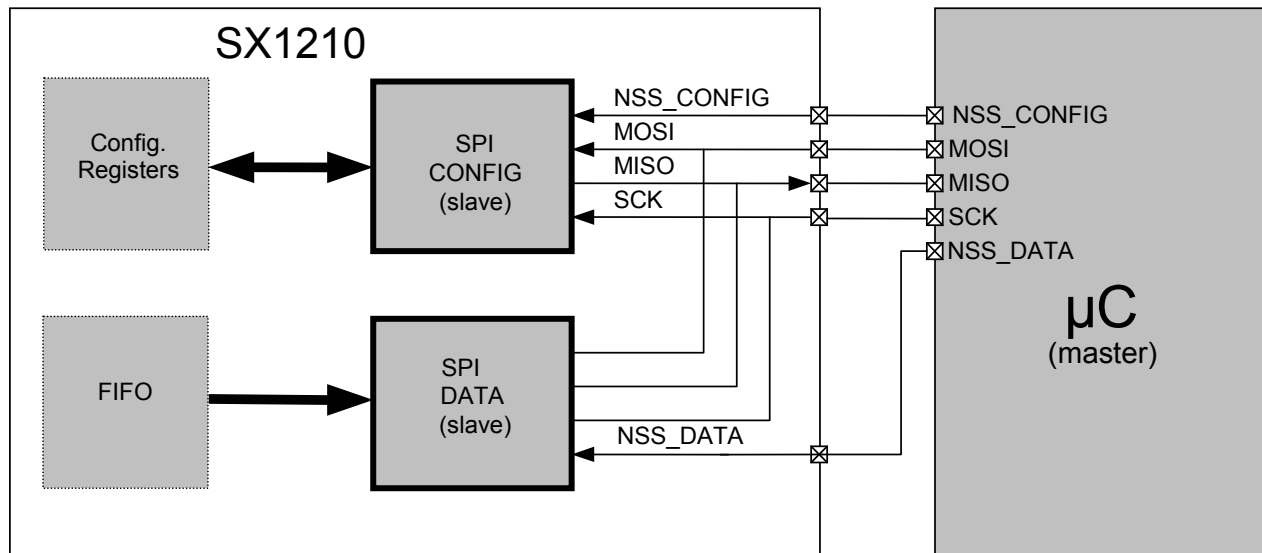 SX1210
Config.
Registers
SPI
CONFIG
(slave)
NSS_CONFIG
MOSI
MISO
SCK
NSS_CONFIG
MOSI
MISO
SCK
NSS_DATA
µC
(master)
FIFO
SPI
DATA
(slave)
NSS_DATA